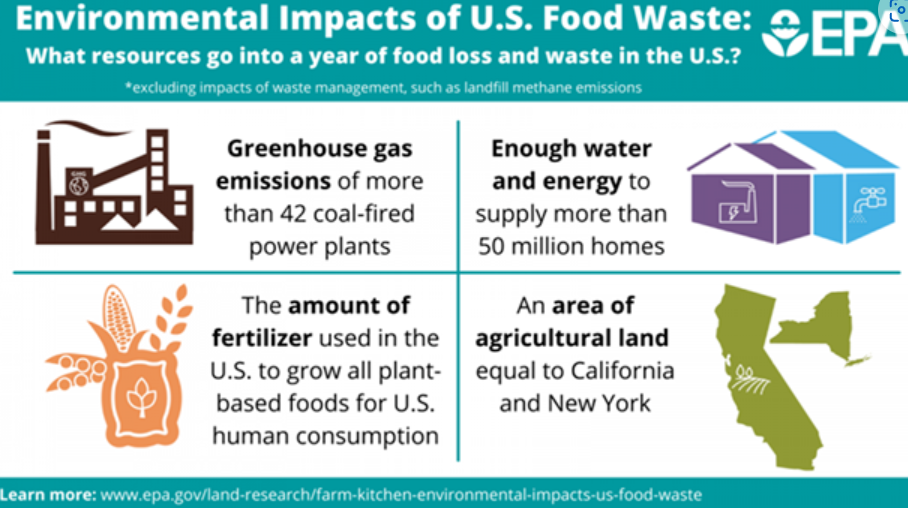 Environmental Impacts of U.S. Food Waste:
What resources go into a year of food loss and waste in the U.S.?
*excluding impacts of waste management, such as landfill methane emissions
EPA
GHG
Greenhouse gas
emissions of more
than 42 coal-fired
power plants
Enough water
and energy to
supply more than
50 million homes
The amount of
fertilizer used in the
U.S. to grow all plant-
based foods for U.S.
human consumption
An area of
agricultural land
equal to California
and New York
Learn more: www.epa.gov/land-research/farm-kitchen-environmental-impacts-us-food-waste